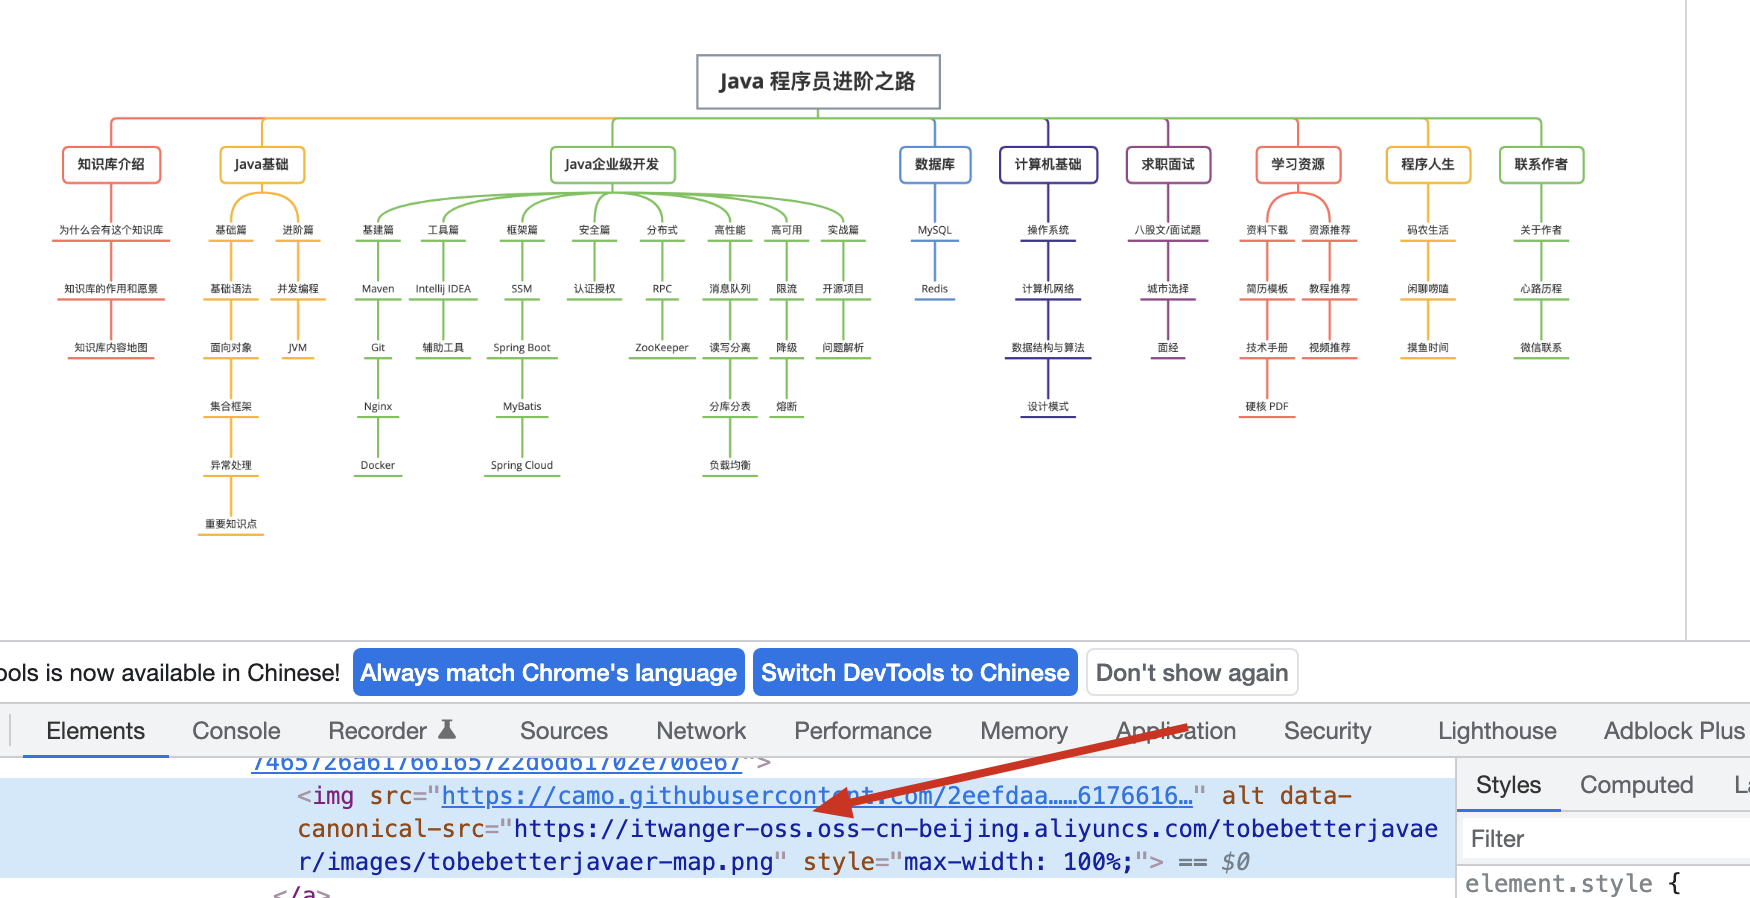 Java 程序员进阶之路
知识库介绍
Java基础
Java企业级开发
数据库
计算机基础
求职面试
学习资源
程序人生
联系作者
为什么会有这个知识库
基础篇
进阶篇
基建篇
工具篇
框架篇
安全篇
分布式
高性能
高可用
实战篇
MySQL
操作系统
八股文/面试题
资料下载
资源推荐
码农生活
关于作者
知识库的作用和愿景
基础语法
并发编程
Maven
Intellij IDEA
SSM
认证授权
RPC
消息队列
限流
开源项目
Redis
计算机网络
城市选择
简历模板
教程推荐
闲聊唠嗑
心路历程
知识库内容地图
面向对象
JVM
Git
辅助工具
Spring Boot
ZooKeeper
读写分离
降级
问题解析
数据结构与算法
面经
技术手册
视频推荐
摸鱼时间
微信联系
集合框架
Nginx
MyBatis
分库分表
熔断
设计模式
硬核 PDF
异常处理
Docker
Spring Cloud
负载均衡
重要知识点
ools is now available in Chinese!
Always match Chrome's language
Switch DevTools to Chinese
Don't show again
Elements
Console
Recorder
Sources
Network
Performance
Memory
Application
Security
Lighthouse
Adblock Plus
7465726a61766165722d6d61702e706e67">
<img src="https://camo.githubusercontent.com/2eefdaa……6176616…" alt data-
canonical-src="https://itwanger-oss.oss-cn-beijing.aliyuncs.com/tobebetterjavae
r/images/tobebetterjavaer-map.png" style="max-width: 100%;"> == $0
</a>
Styles
Computed
La
Filter
element.style {